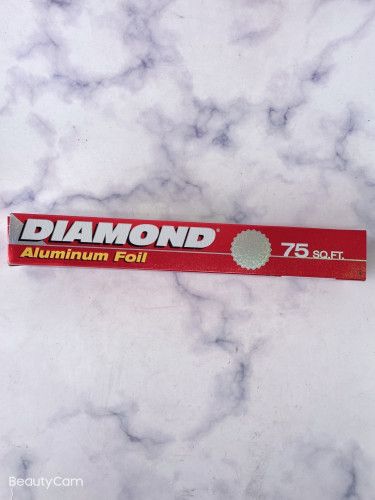 DIAMOND®
Aluminum Foil
75 SQ.FT.
BeautyCam